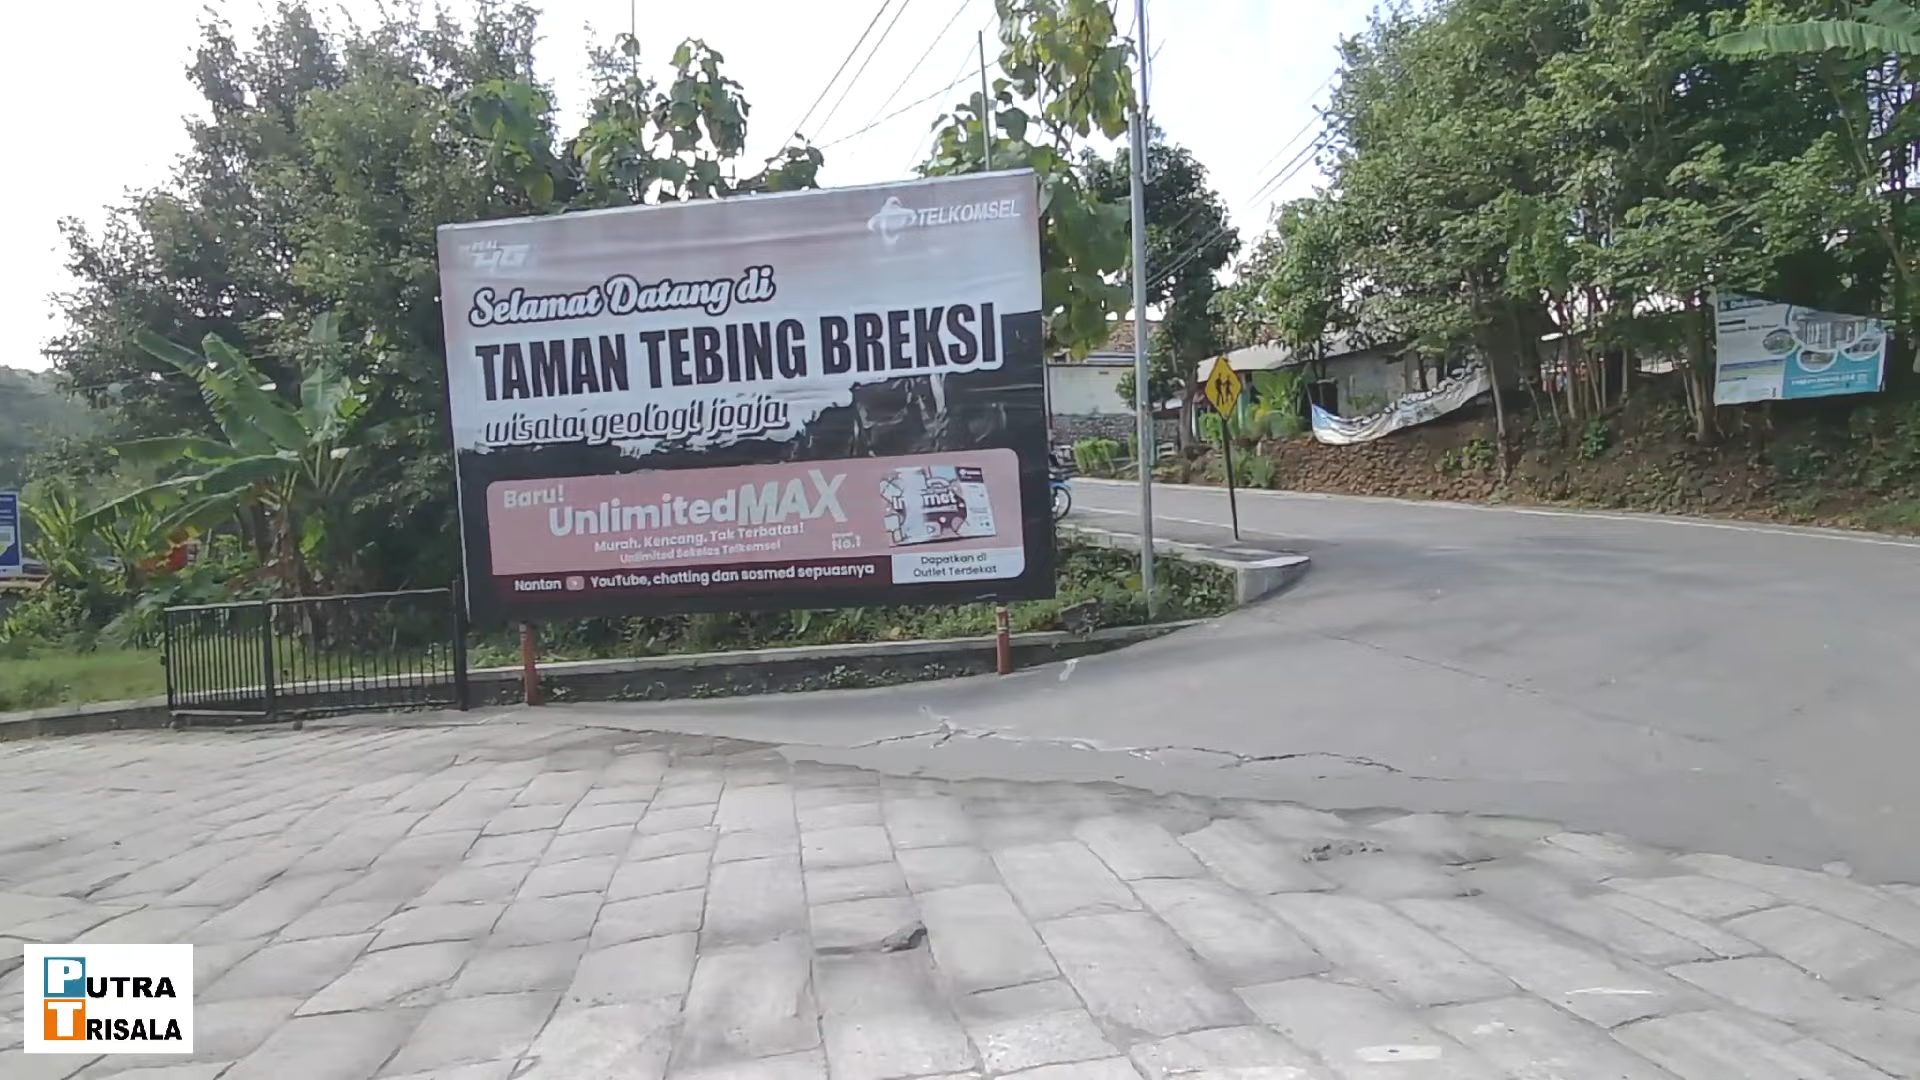 TELKOMSEL
4G
Selamat Datang di
TAMAN TEBING BREKSI
wisata geologi jogja
Baru!
UnlimitedMAX
Murah. Kencang. Tak Terbatas!
Unlimited Sekelas Telkomsel
No.1
Nonton YouTube, chatting dan sosmed sepuasnya
Dapatkan di
Outlet Terdekat
PUTRA
TRISALA